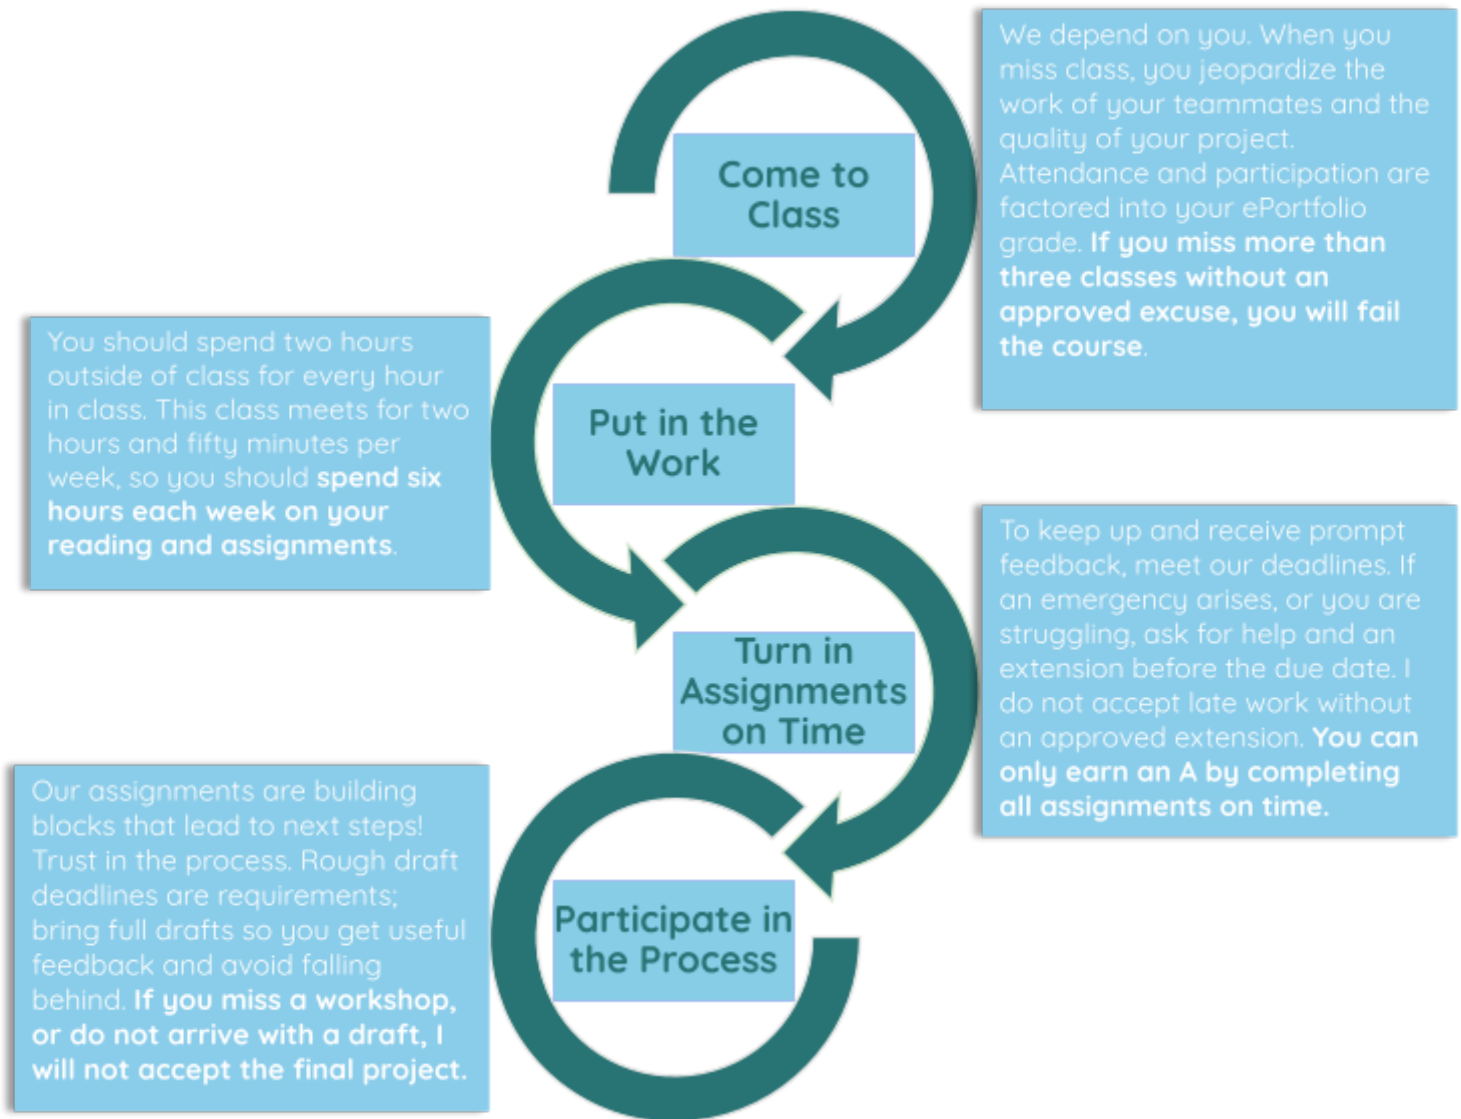 Come to
Class
We depend on you. When you
miss class, you jeopardize the
work of your teammates and the
quality of your project.
Attendance and participation are
factored into your ePortfolio
grade. If you miss more than
three classes without an
approved excuse, you will fail
the course.
Put in the
Work
You should spend two hours
outside of class for every hour
in class. This class meets for two
hours and fifty minutes per
week, so you should spend six
hours each week on your
reading and assignments.
Turn in
Assignments
on Time
To keep up and receive prompt
feedback, meet our deadlines. If
an emergency arises, or you are
struggling, ask for help and an
extension before the due date. I
do not accept late work without
an approved extension. You can
only earn an A by completing
all assignments on time.
Participate in
the Process
Our assignments are building
blocks that lead to next steps!
Trust in the process. Rough draft
deadlines are requirements;
bring full drafts so you get useful
feedback and avoid falling
behind. If you miss a workshop,
or do not arrive with a draft, I
will not accept the final project.